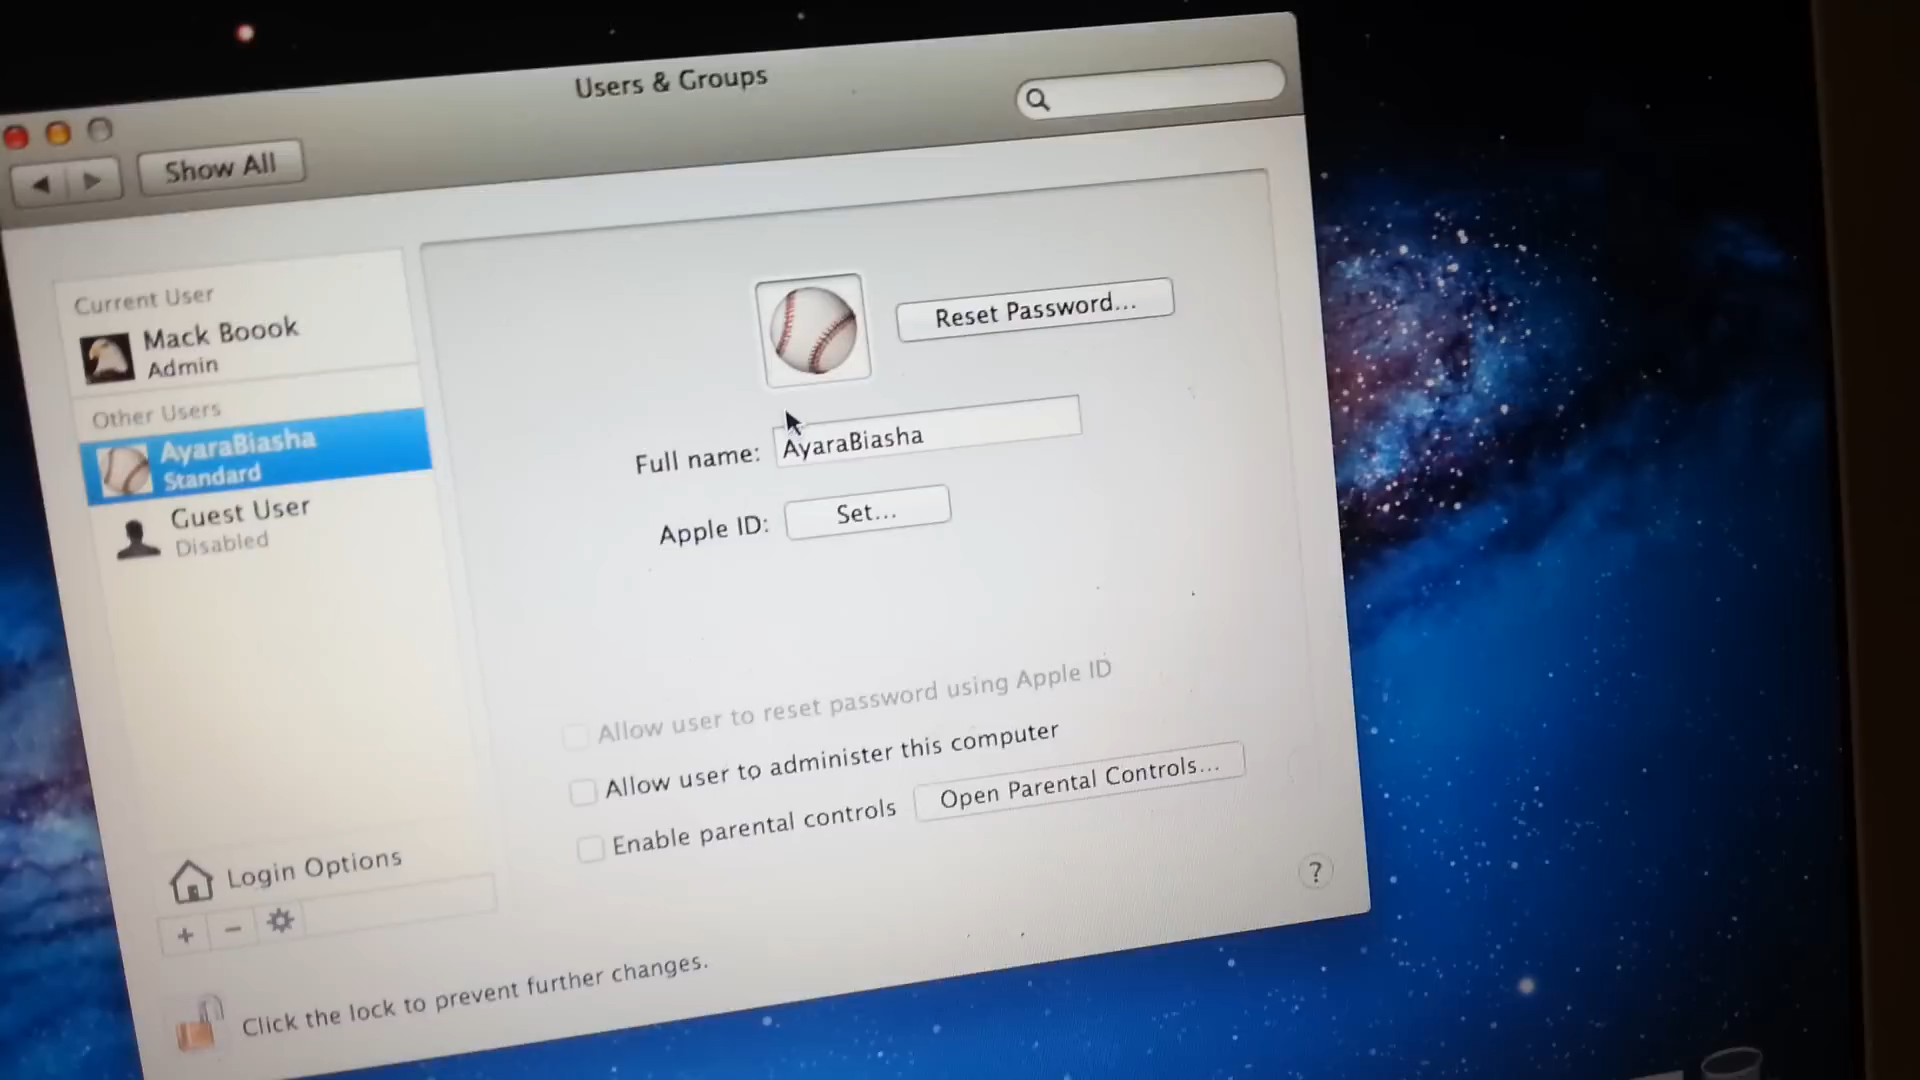 Users & Groups
Show All
Current User
Mack Boook
Admin
Other Users
AyaraBiasha
Standard
Guest User
Disabled
Login Options
+ −
Click the lock to prevent further changes.
Reset Password...
Full name: AyaraBiasha
Apple ID: Set...
Allow user to reset password using Apple ID
Allow user to administer this computer
Enable parental controls Open Parental Controls...
?